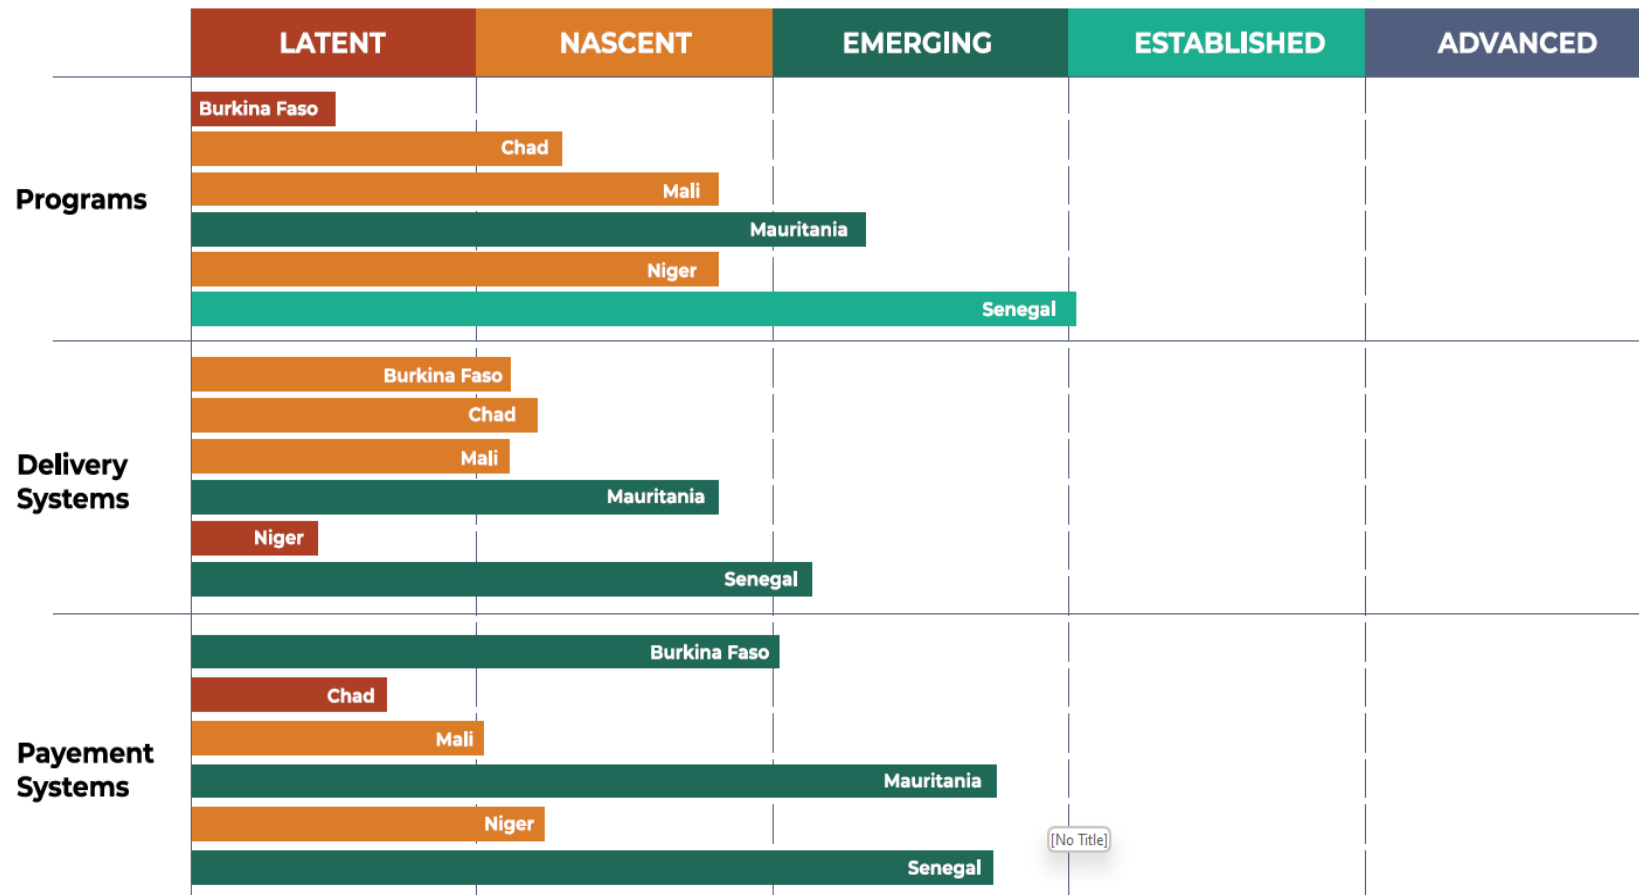 LATENT NASCENT EMERGING ESTABLISHED ADVANCED
Programs
Burkina Faso
Chad
Mali
Mauritania
Niger
Senegal
Delivery
Systems
Burkina Faso
Chad
Mali
Mauritania
Niger
Senegal
Payement
Systems
Burkina Faso
Chad
Mali
Mauritania
Niger
[No Title]
Senegal